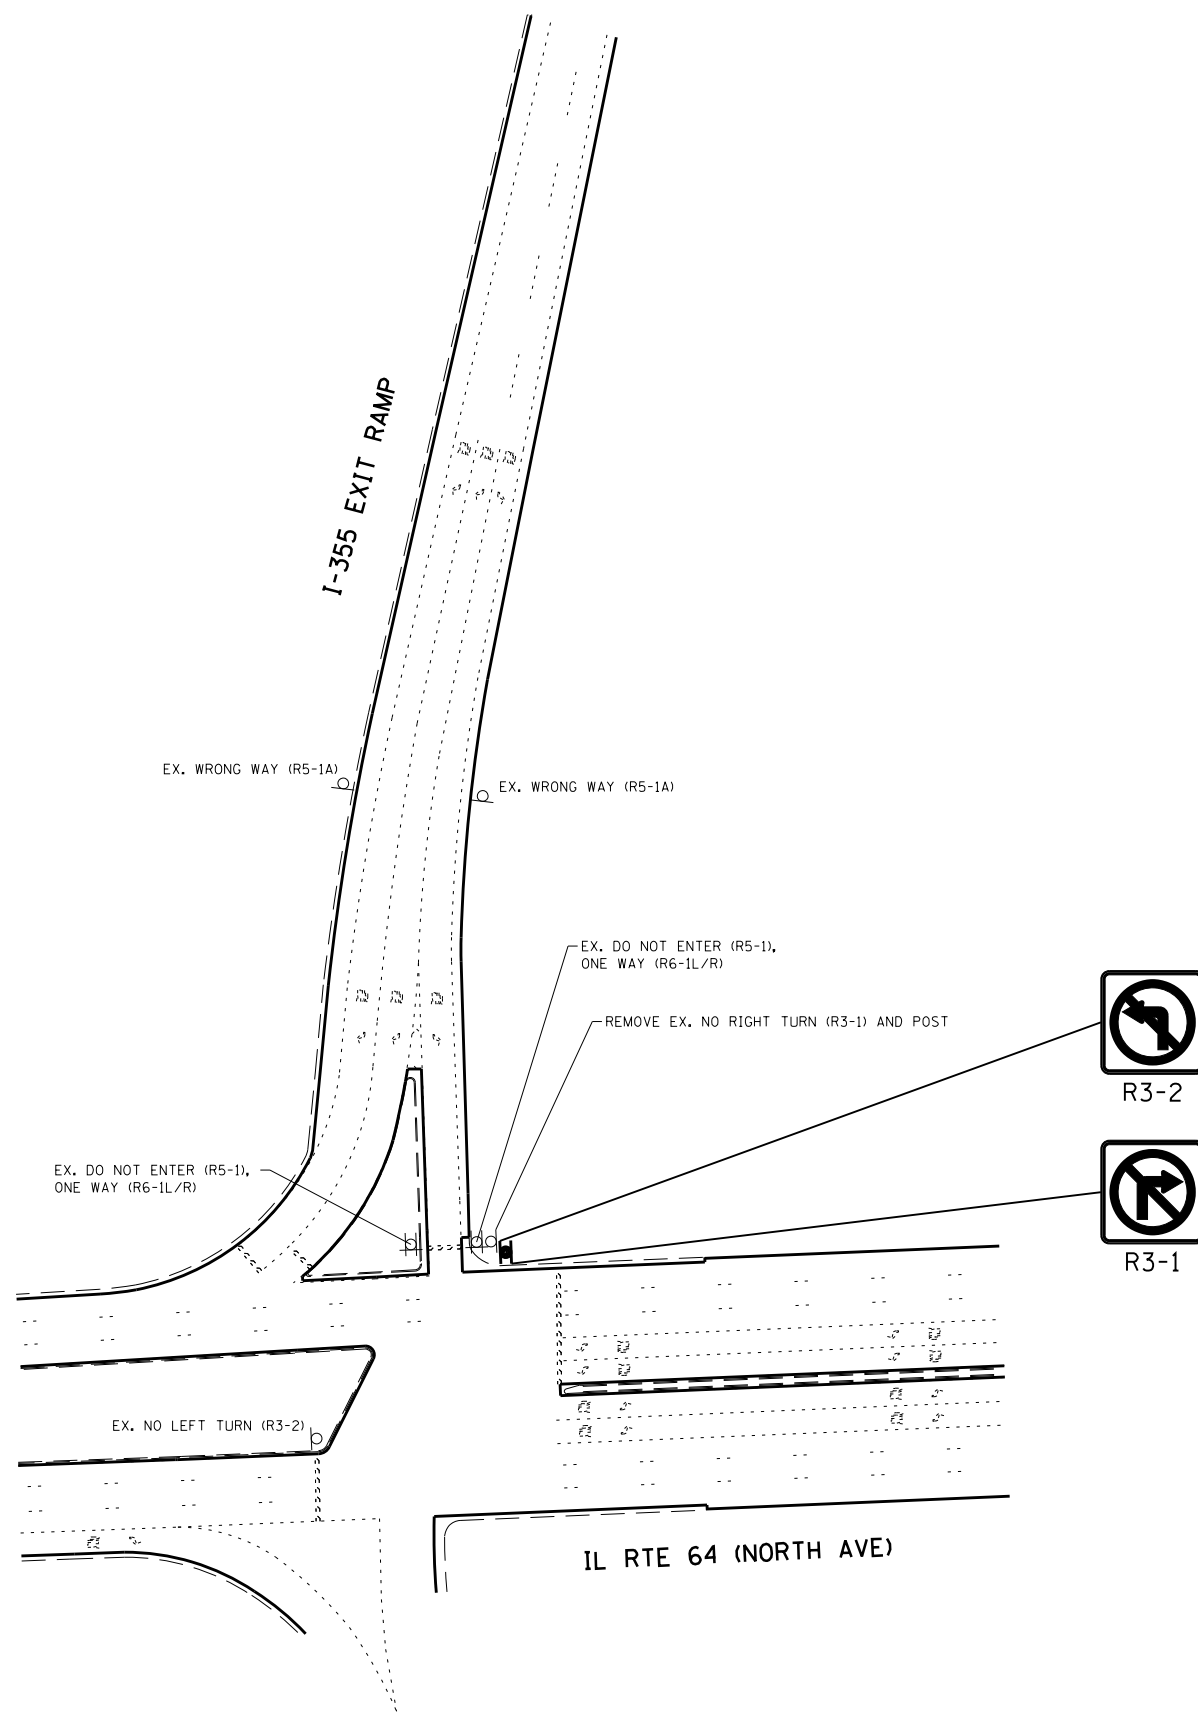 I-355 EXIT RAMP
EX. WRONG WAY (R5-1A)
EX. WRONG WAY (R5-1A)
EX. DO NOT ENTER (R5-1),
ONE WAY (R6-1L/R)
REMOVE EX. NO RIGHT TURN (R3-1) AND POST
R3-2
EX. DO NOT ENTER (R5-1),
ONE WAY (R6-1L/R)
R3-1
EX. NO LEFT TURN (R3-2)
IL RTE 64 (NORTH AVE)